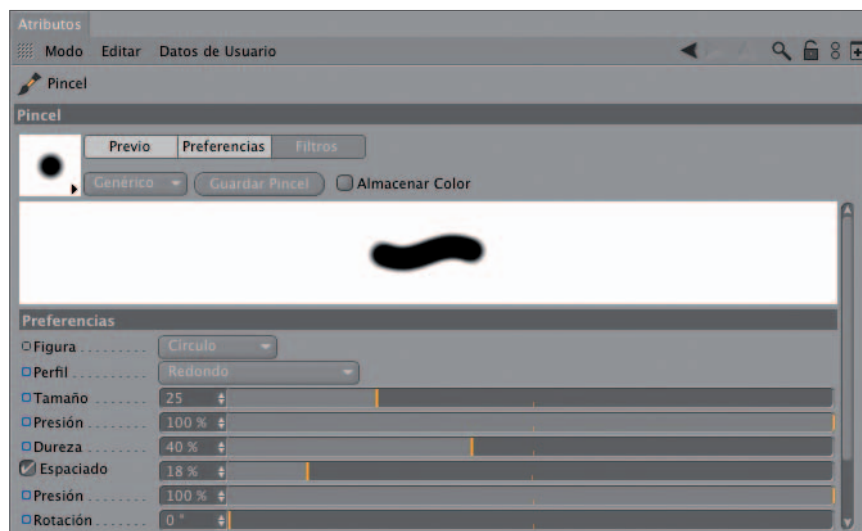 Atributos
Modo Editar Datos de Usuario
Pincel
Pincel
Previo Preferencias Filtros
Genérico Guardar Pincel Almacenar Color
Preferencias
Figura Círculo
Perfil Redondo
Tamaño 25
Presión 100 %
Dureza 40 %
Espaciado 18 %
Presión 100 %
Rotación 0 °